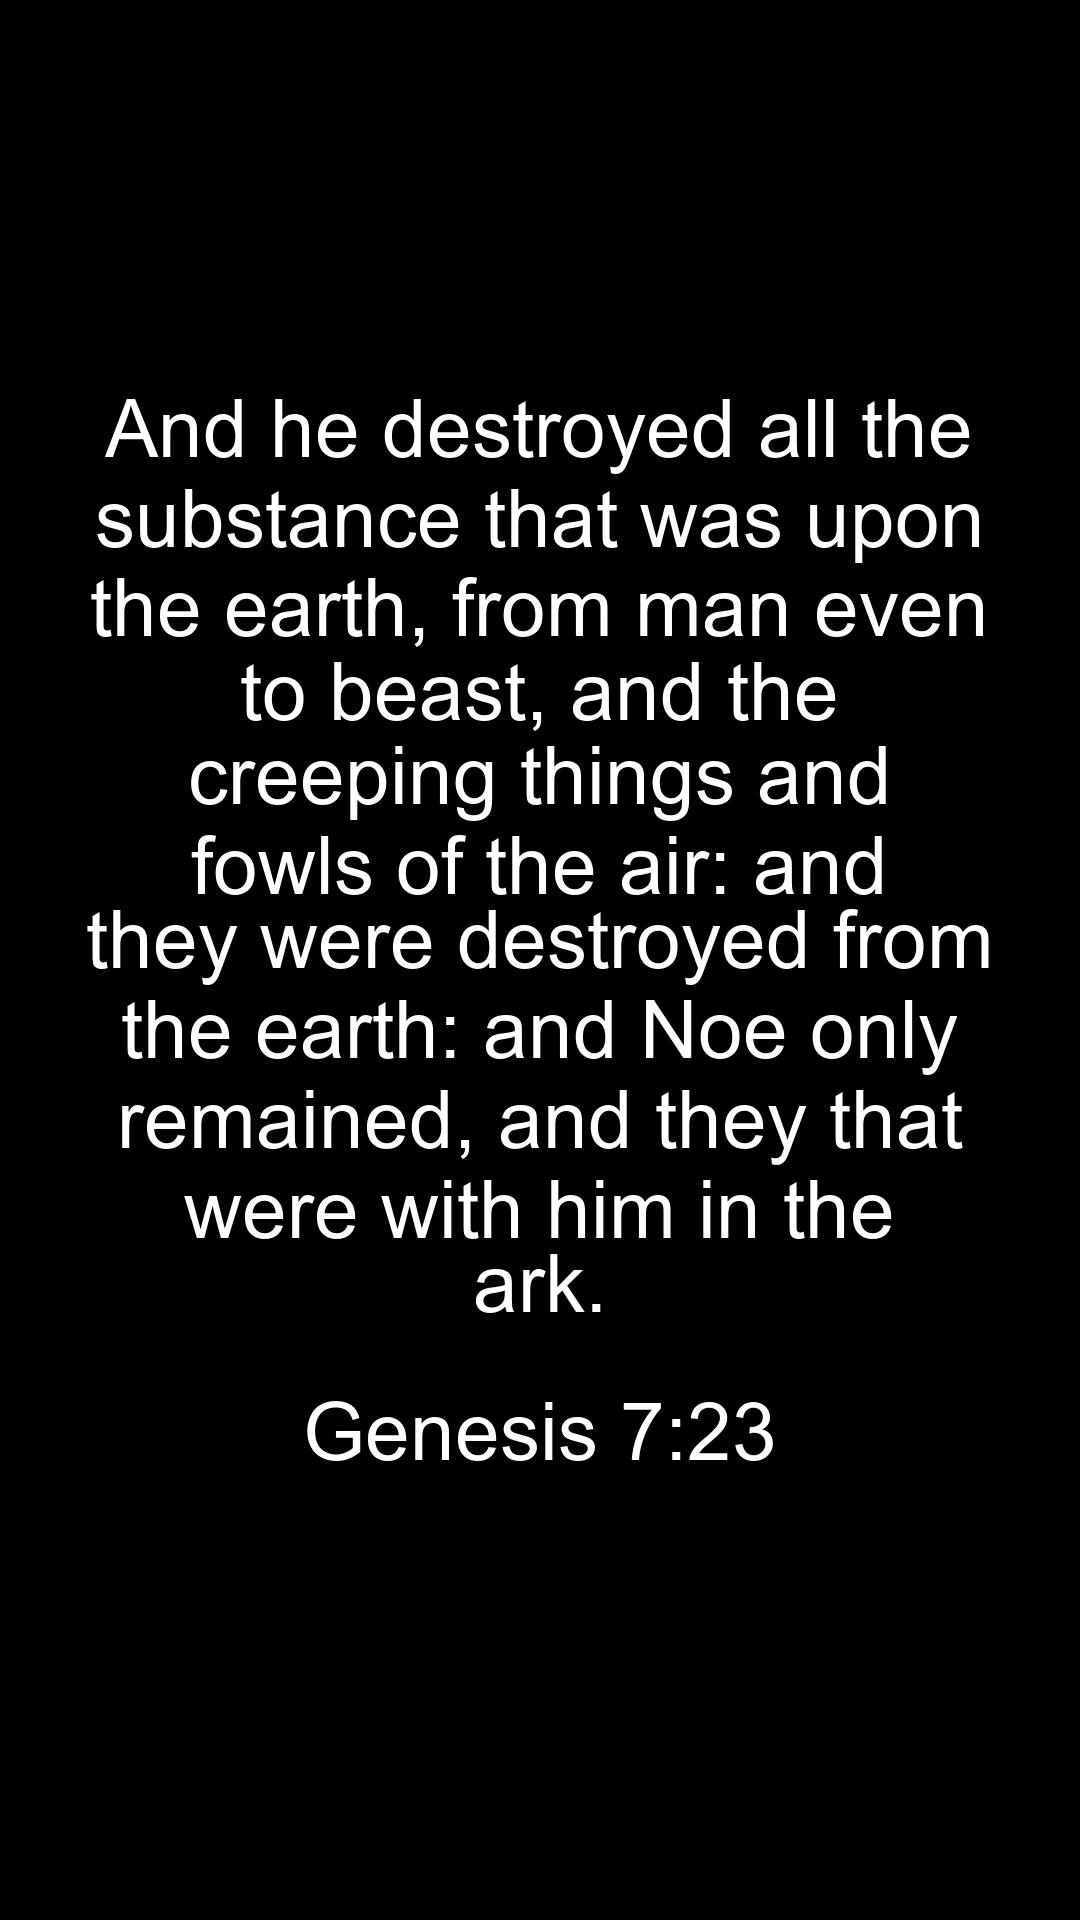 And he destroyed all the
substance that was upon
the earth, from man even
to beast, and the
creeping things and
fowls of the air: and
they were destroyed from
the earth: and Noe only
remained, and they that
were with him in the
ark.
Genesis 7:23